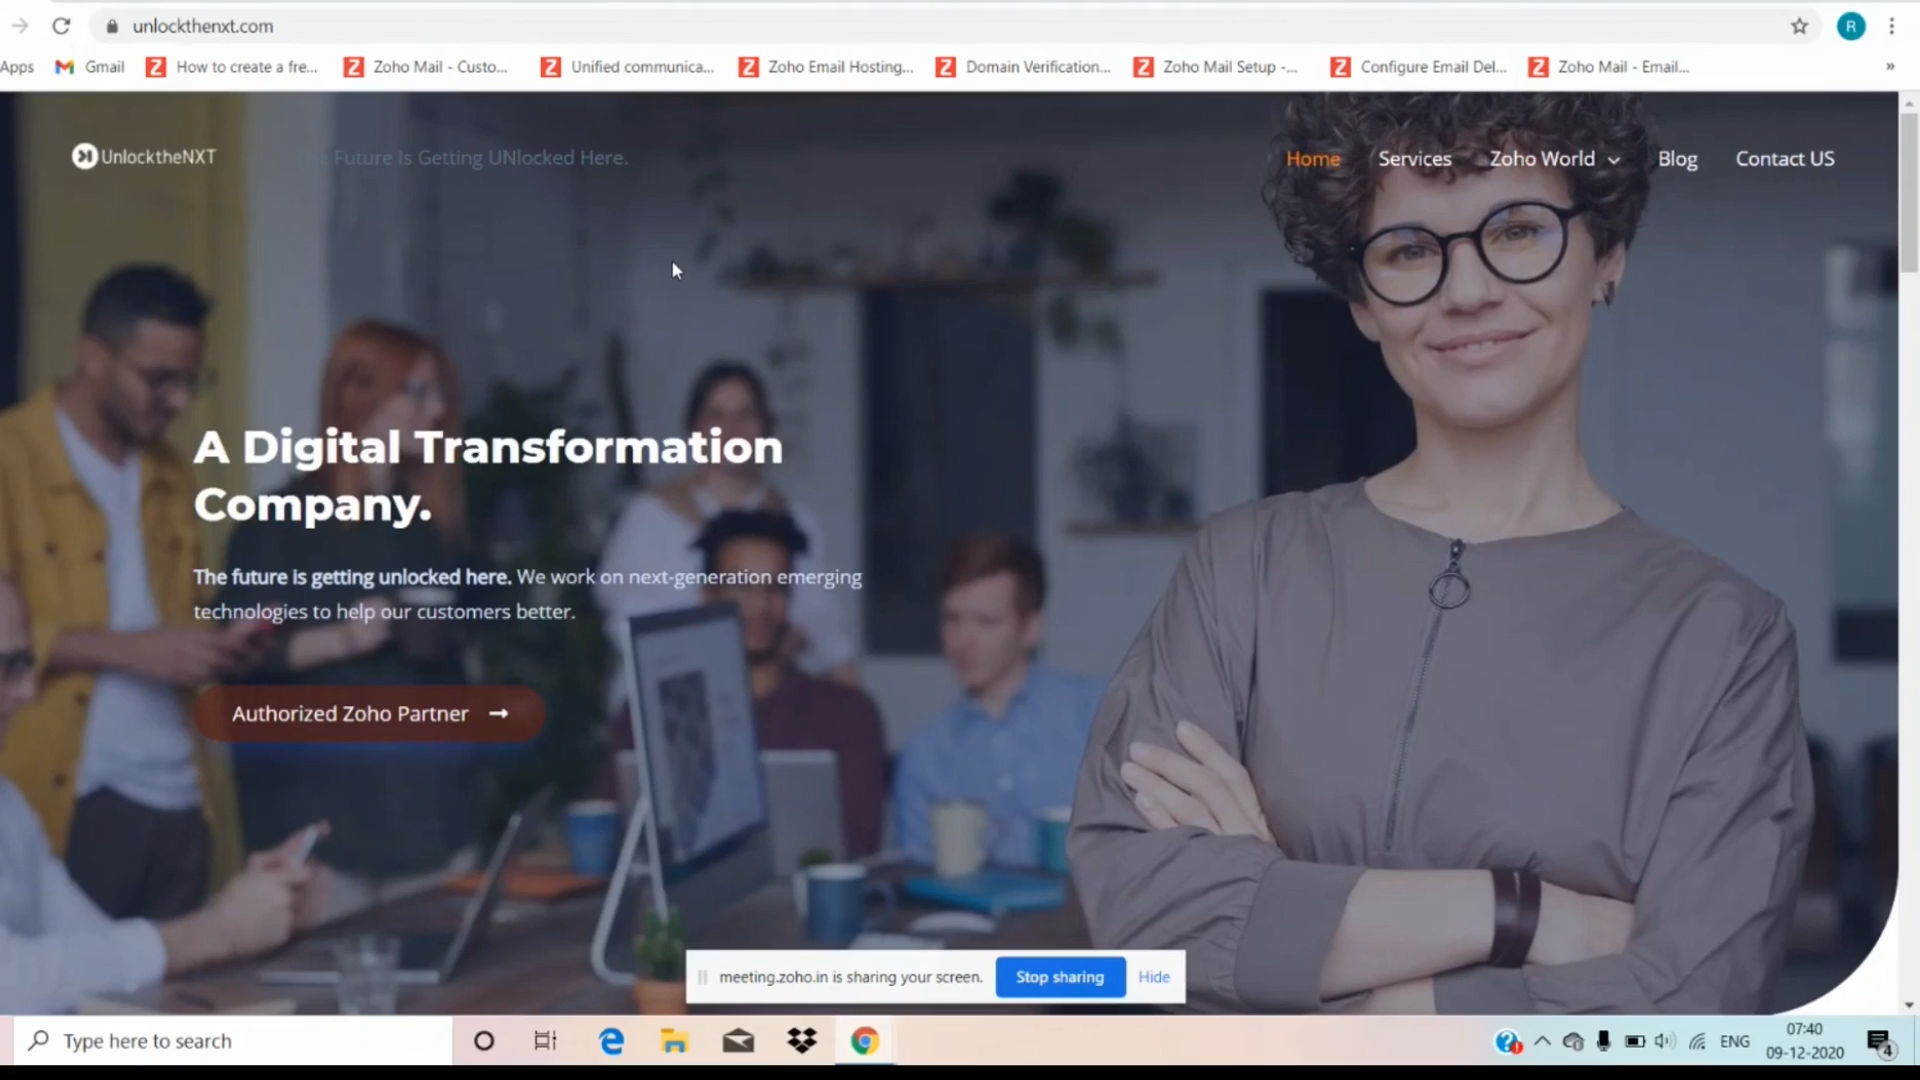 unlockthenxt.com
R
Apps
Gmail
How to create a fre...
Zoho Mail - Custo...
Unified communica...
Zoho Email Hosting...
Domain Verification...
Zoho Mail Setup -...
Configure Email Del...
Zoho Mail - Email...
»
UnlocktheNXT
Future Is Getting UNlocked Here.
Home
Services
Zoho World
Blog
Contact US
A Digital Transformation
Company.
The future is getting unlocked here. We work on next-generation emerging
technologies to help our customers better.
Authorized Zoho Partner →
meeting.zoho.in is sharing your screen.
Stop sharing
Hide
Type here to search
ENG
07:40
09-12-2020
4